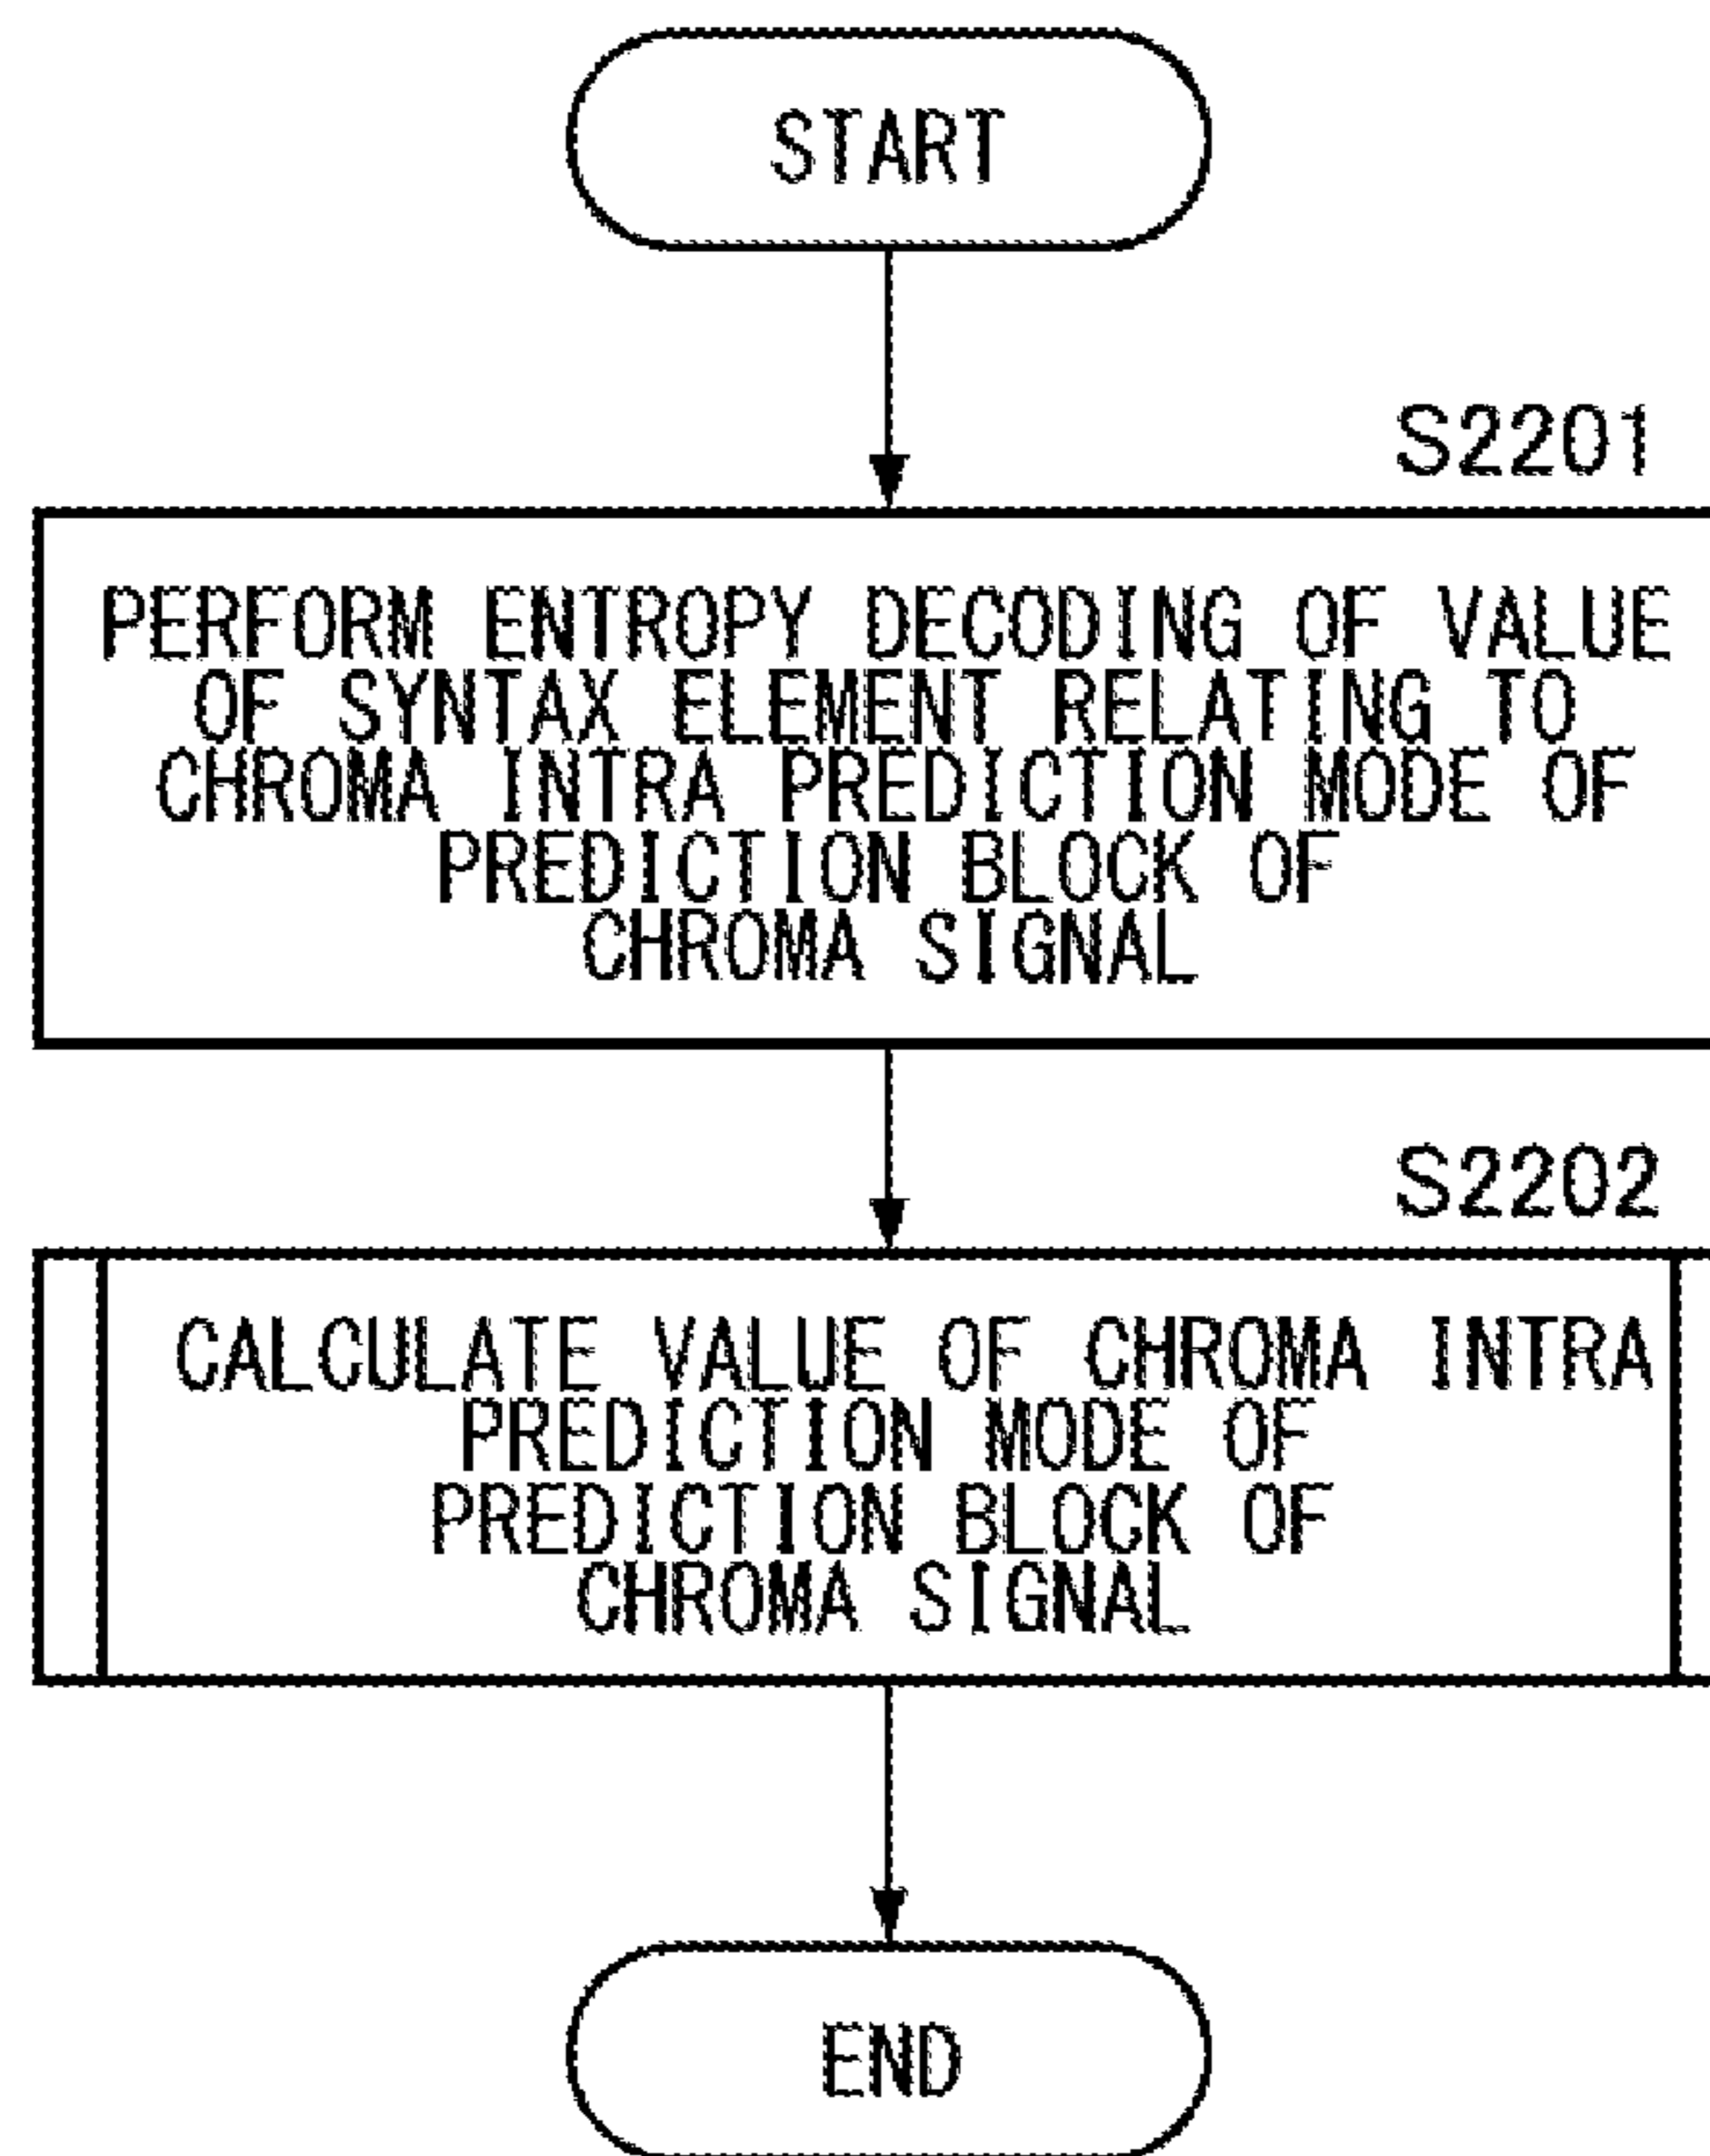 START
S2201
PERFORM ENTROPY DECODING OF VALUE
OF SYNTAX ELEMENT RELATING TO
CHROMA INTRA PREDICTION MODE OF
PREDICTION BLOCK OF
CHROMA SIGNAL
S2202
CALCULATE VALUE OF CHROMA INTRA
PREDICTION MODE OF
PREDICTION BLOCK OF
CHROMA SIGNAL
END